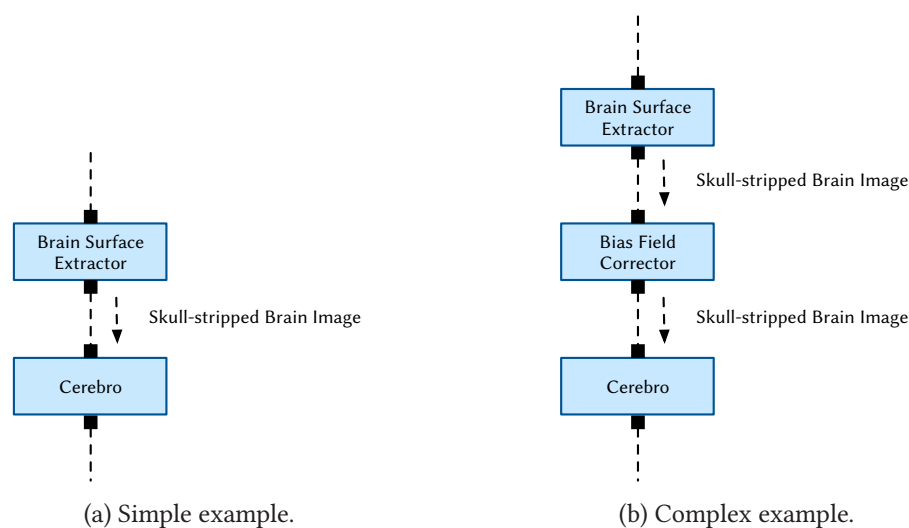 Brain Surface
Extractor
Skull-stripped Brain Image
Cerebro
(a) Simple example.
Brain Surface
Extractor
Skull-stripped Brain Image
Bias Field
Corrector
Skull-stripped Brain Image
Cerebro
(b) Complex example.